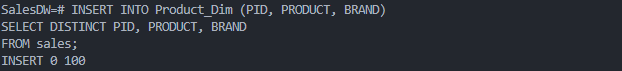 SalesDW=# INSERT INTO Product_Dim (PID, PRODUCT, BRAND)
SELECT DISTINCT PID, PRODUCT, BRAND
FROM sales;
INSERT 0 100